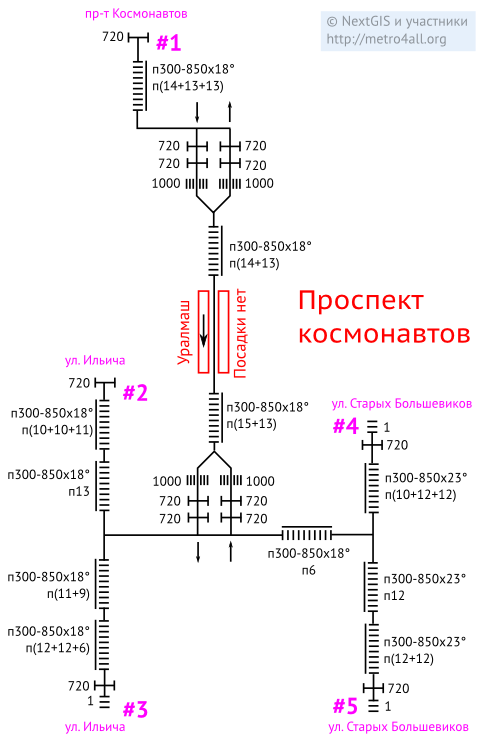 пр-т Космонавтов
© NextGIS и участники
http://metro4all.org
720
#1
п300-850x18°
п(14+13+13)
720
720
720
720
1000
1000
п300-850x18°
п(14+13)
Уралмаш
Посадки нет
Проспект
космонавтов
ул. Ильича
720
#2
п300-850x18°
п(10+10+11)
п300-850x18°
п13
п300-850x18°
п(15+13)
ул. Старых Большевиков
#4
1
720
п300-850x23°
п(10+12+12)
1000
1000
720
720
720
720
п300-850x18°
п6
п300-850x18°
п(11+9)
п300-850x18°
п(12+12+6)
720
1
#3
ул. Ильича
п300-850x23°
п12
п300-850x23°
п(12+12)
720
#5
1
ул. Старых Большевиков